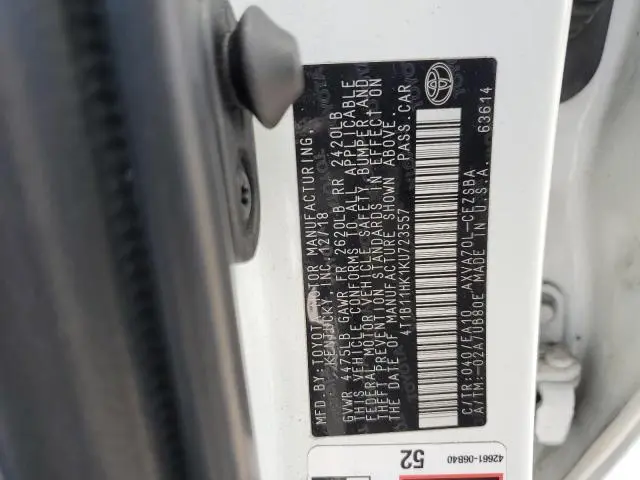 MFD. BY: TOYOTA MOTOR MANUFACTURING,
KENTUCKY, INC. 12/18
GVWR 4475LB GAWR FR 2620LB RR 2420LB
THIS VEHICLE CONFORMS TO ALL APPLICABLE
FEDERAL MOTOR VEHICLE SAFETY, BUMPER, AND
THEFT PREVENTION STANDARDS IN EFFECT ON
THE DATE OF MANUFACTURE SHOWN ABOVE.
4T1B11HK1KU723557 PASS. CAR
C/TR: 040/EA10 AXVA70L-CEZSBA
A/TM: -02A/UB80E MADE IN U.S.A. 63614
42661-06B40
52